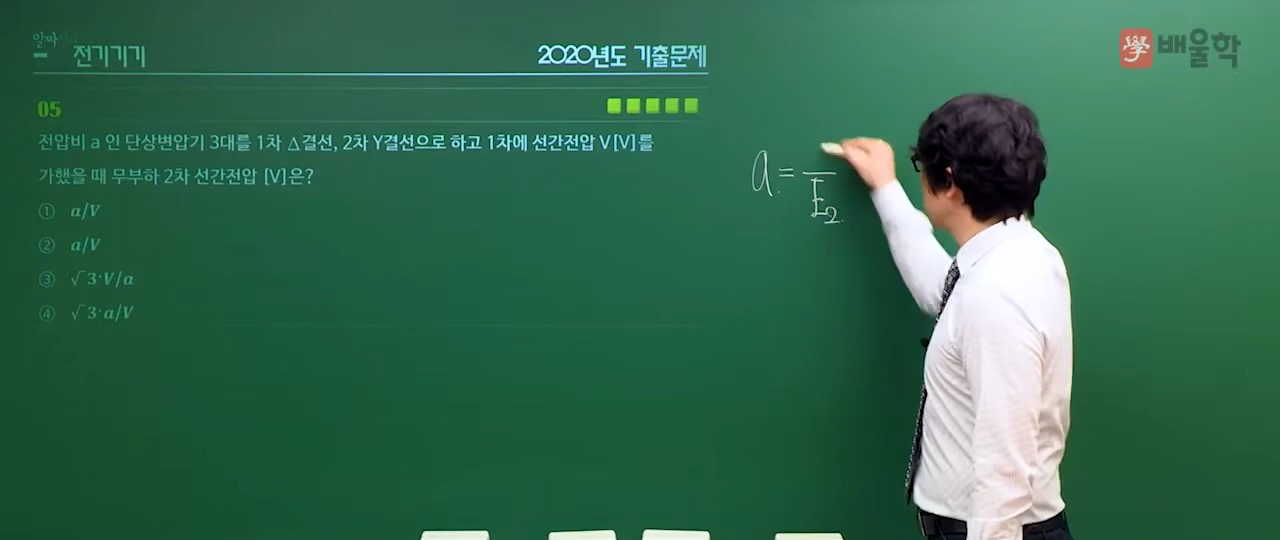 알짜
전기기기
2020년도 기출문제
學 배울학
05
전압비 a 인 단상변압기 3대를 1차 △결선, 2차 Y결선으로 하고 1차에 선간전압 V[V]를
가했을 때 무부하 2차 선간전압 [V]은?
① a/V
② a/V
③ √3·V/a
④ √3·a/V
a = ― E₂